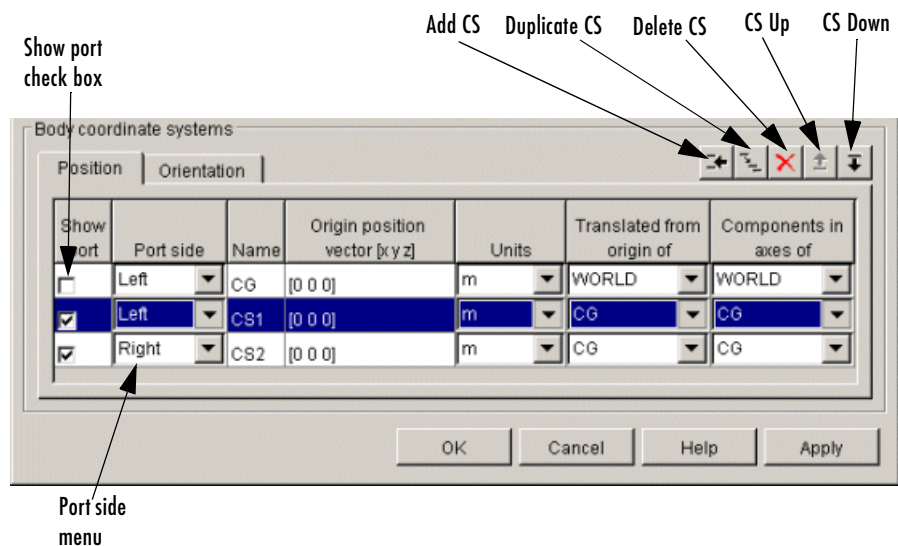 Add CS Duplicate CS Delete CS CS Up CS Down
Show port
check box
Body coordinate systems
Position Orientation
Show
port Port side Name Origin position
vector [x y z] Units Translated from
origin of Components in
axes of
Left CG [0 0 0] m WORLD WORLD
Left CS1 [0 0 0] m CG CG
Right CS2 [0 0 0] m CG CG
OK Cancel Help Apply
Port side
menu